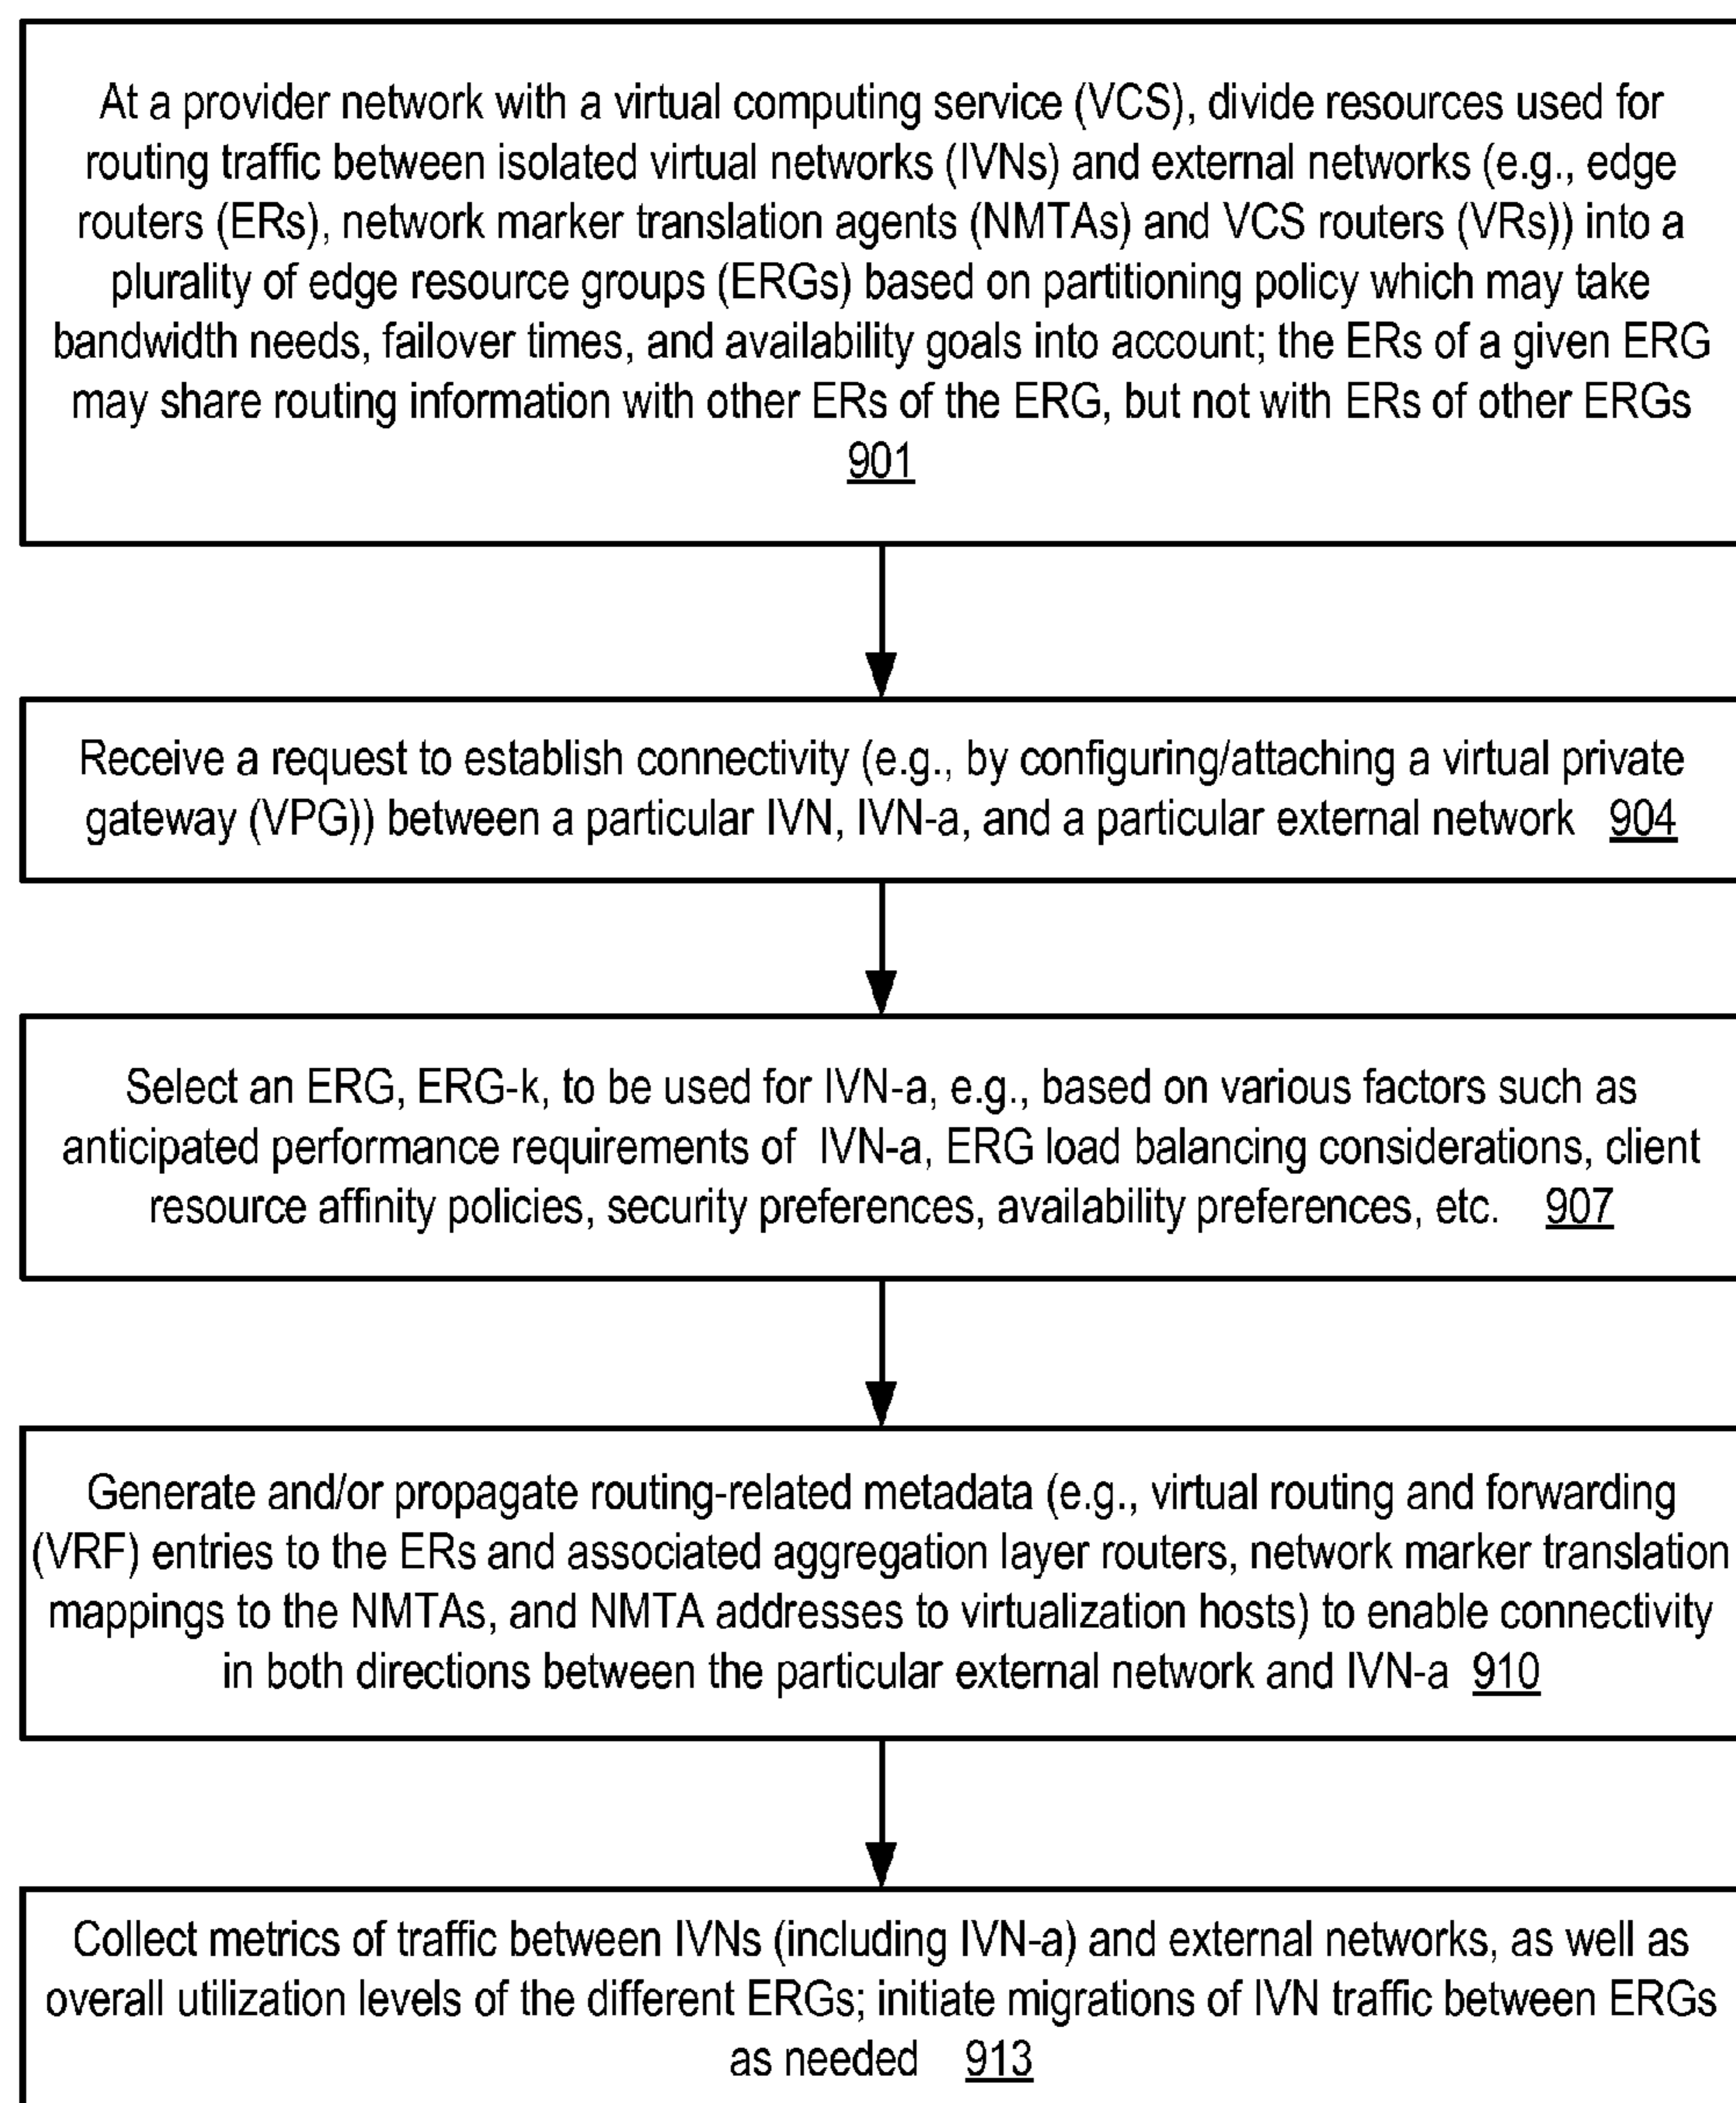 At a provider network with a virtual computing service (VCS), divide resources used for
routing traffic between isolated virtual networks (IVNs) and external networks (e.g., edge
routers (ERs), network marker translation agents (NMTAs) and VCS routers (VRs)) into a
plurality of edge resource groups (ERGs) based on partitioning policy which may take
bandwidth needs, failover times, and availability goals into account; the ERs of a given ERG
may share routing information with other ERs of the ERG, but not with ERs of other ERGs
901
Receive a request to establish connectivity (e.g., by configuring/attaching a virtual private
gateway (VPG)) between a particular IVN, IVN-a, and a particular external network 904
Select an ERG, ERG-k, to be used for IVN-a, e.g., based on various factors such as
anticipated performance requirements of IVN-a, ERG load balancing considerations, client
resource affinity policies, security preferences, availability preferences, etc. 907
Generate and/or propagate routing-related metadata (e.g., virtual routing and forwarding
(VRF) entries to the ERs and associated aggregation layer routers, network marker translation
mappings to the NMTAs, and NMTA addresses to virtualization hosts) to enable connectivity
in both directions between the particular external network and IVN-a 910
Collect metrics of traffic between IVNs (including IVN-a) and external networks, as well as
overall utilization levels of the different ERGs; initiate migrations of IVN traffic between ERGs
as needed 913